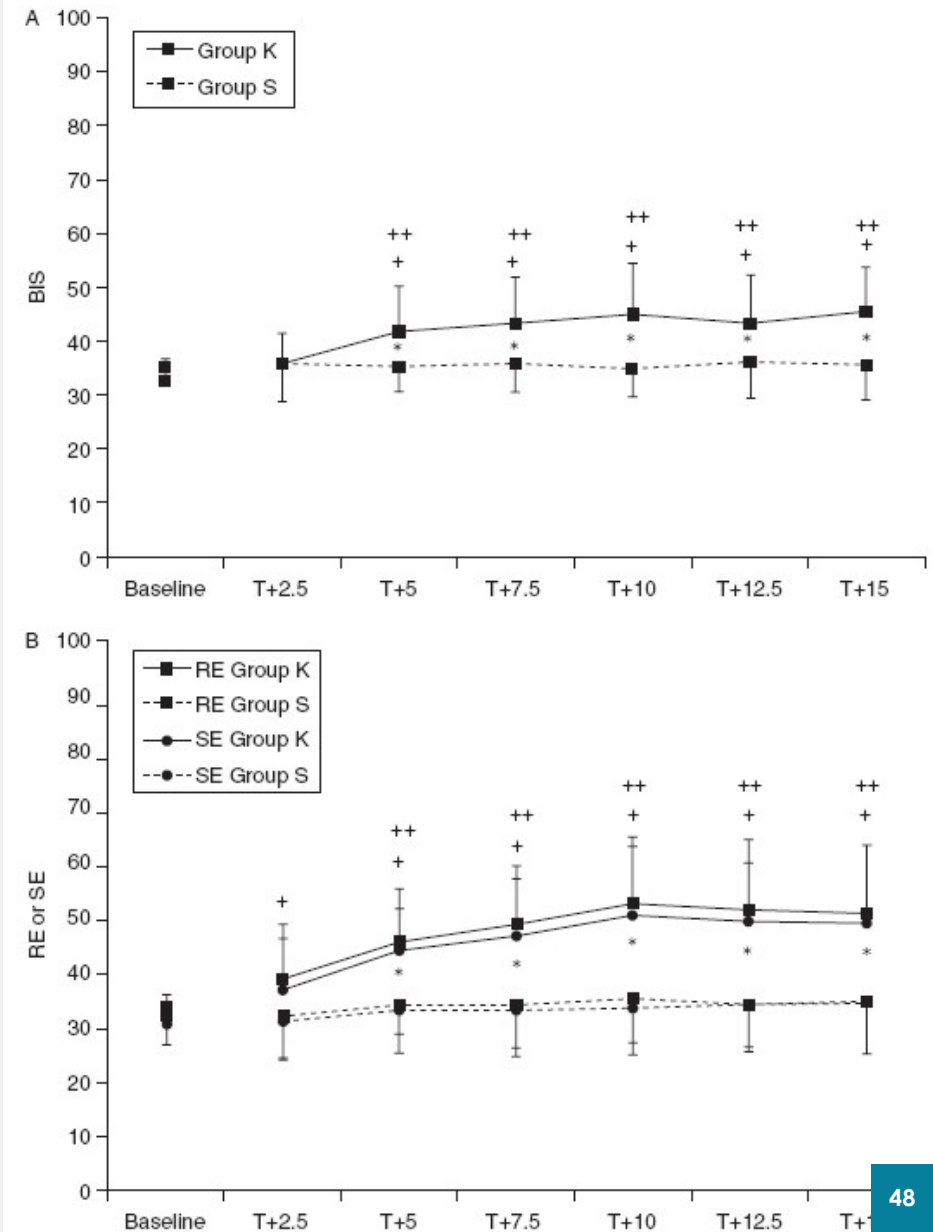 A
100
Group K
Group S
90
80
70
60
50
40
30
20
10
0
BIS
++ ++ ++ ++ ++
+ + + + +
* * * * *
Baseline T+2.5 T+5 T+7.5 T+10 T+12.5 T+15
B
100
RE Group K
RE Group S
SE Group K
SE Group S
90
80
70
60
50
40
30
20
10
0
RE or SE
++ ++ ++ ++ ++
+ + + + + +
* * * * *
Baseline T+2.5 T+5 T+7.5 T+10 T+12.5
48